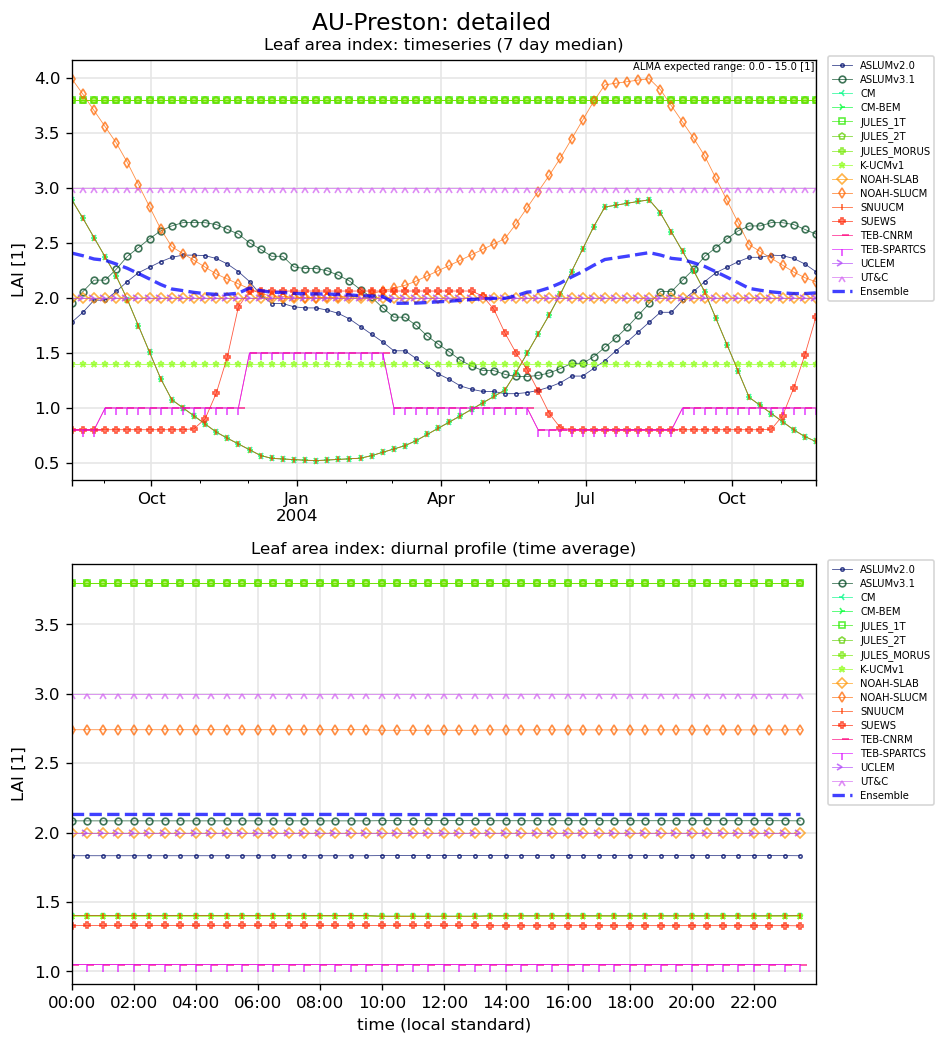 AU-Preston: detailed
Leaf area index: timeseries (7 day median)
ALMA expected range: 0.0 - 15.0 [1]
LAI [1]
4.0
3.5
3.0
2.5
2.0
1.5
1.0
0.5
Oct
Jan
2004
Apr
Jul
Oct
ASLUMv2.0
ASLUMv3.1
CM
CM-BEM
JULES_1T
JULES_2T
JULES_MORUS
K-UCMv1
NOAH-SLAB
NOAH-SLUCM
SNUUCM
SUEWS
TEB-CNRM
TEB-SPARTCS
UCLEM
UT&C
Ensemble
Leaf area index: diurnal profile (time average)
LAI [1]
3.5
3.0
2.5
2.0
1.5
1.0
00:00
02:00
04:00
06:00
08:00
10:00
12:00
14:00
16:00
18:00
20:00
22:00
time (local standard)
ASLUMv2.0
ASLUMv3.1
CM
CM-BEM
JULES_1T
JULES_2T
JULES_MORUS
K-UCMv1
NOAH-SLAB
NOAH-SLUCM
SNUUCM
SUEWS
TEB-CNRM
TEB-SPARTCS
UCLEM
UT&C
Ensemble